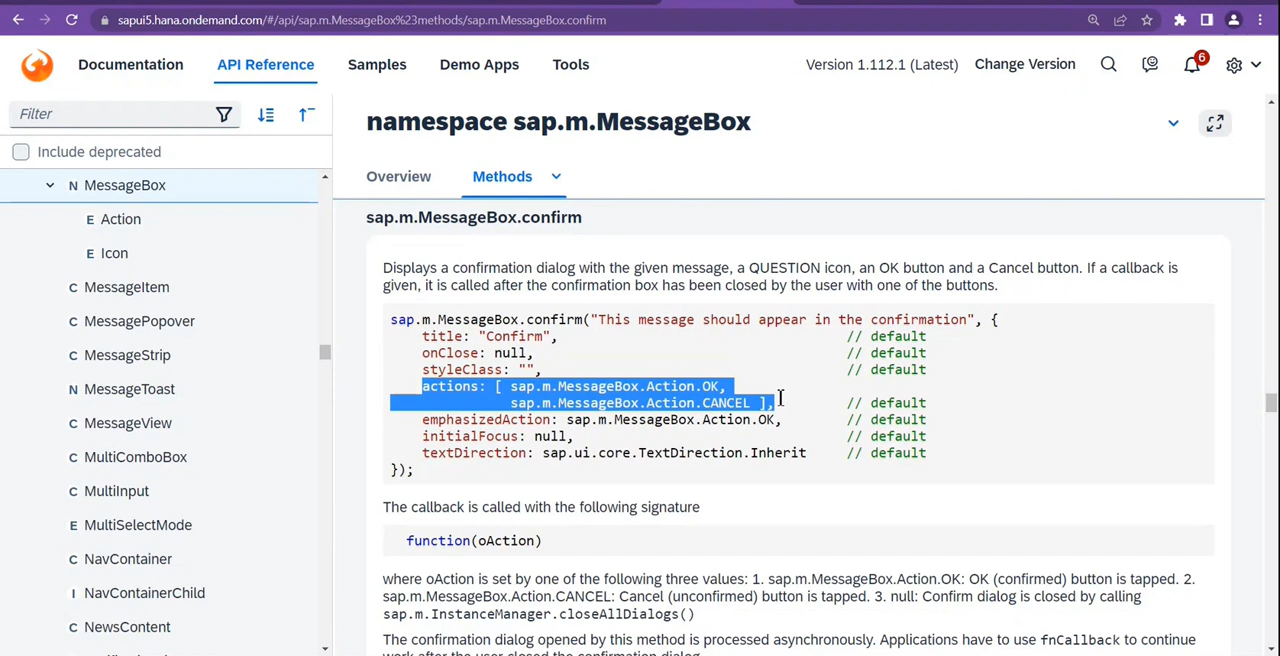 sapui5.hana.ondemand.com/#/api/sap.m.MessageBox%23methods/sap.m.MessageBox.confirm
Documentation API Reference Samples Demo Apps Tools Version 1.112.1 (Latest) Change Version 6
Filter
Include deprecated
N MessageBox
E Action
E Icon
C MessageItem
C MessagePopover
C MessageStrip
N MessageToast
C MessageView
C MultiComboBox
C MultiInput
E MultiSelectMode
C NavContainer
I NavContainerChild
C NewsContent
namespace sap.m.MessageBox
Overview Methods
sap.m.MessageBox.confirm
Displays a confirmation dialog with the given message, a QUESTION icon, an OK button and a Cancel button. If a callback is
given, it is called after the confirmation box has been closed by the user with one of the buttons.
sap.m.MessageBox.confirm("This message should appear in the confirmation", {
title: "Confirm", // default
onClose: null, // default
styleClass: "", // default
actions: [ sap.m.MessageBox.Action.OK,
sap.m.MessageBox.Action.CANCEL ], // default
emphasizedAction: sap.m.MessageBox.Action.OK, // default
initialFocus: null, // default
textDirection: sap.ui.core.TextDirection.Inherit // default
});
The callback is called with the following signature
function(oAction)
where oAction is set by one of the following three values: 1. sap.m.MessageBox.Action.OK: OK (confirmed) button is tapped. 2.
sap.m.MessageBox.Action.CANCEL: Cancel (unconfirmed) button is tapped. 3. null: Confirm dialog is closed by calling
sap.m.InstanceManager.closeAllDialogs()
The confirmation dialog opened by this method is processed asynchronously. Applications have to use fnCallback to continue
work after the user closed the confirmation dialog.